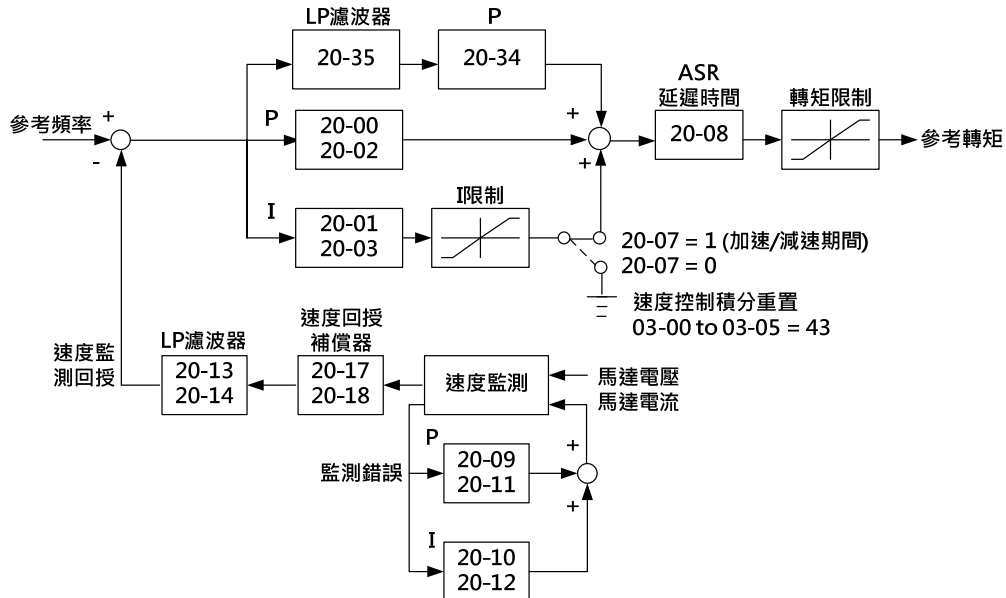 LP濾波器
20-35
P
20-34
ASR
延遲時間
20-08
轉矩限制
參考轉矩
參考頻率
+
-
P
20-00
20-02
+
+
I
20-01
20-03
I限制
20-07 = 1 (加速/減速期間)
20-07 = 0
速度控制積分重置
03-00 to 03-05 = 43
速度監
測回授
LP濾波器
20-13
20-14
速度回授
補償器
20-17
20-18
速度監測
馬達電壓
馬達電流
監測錯誤
P
20-09
20-11
+
+
I
20-10
20-12